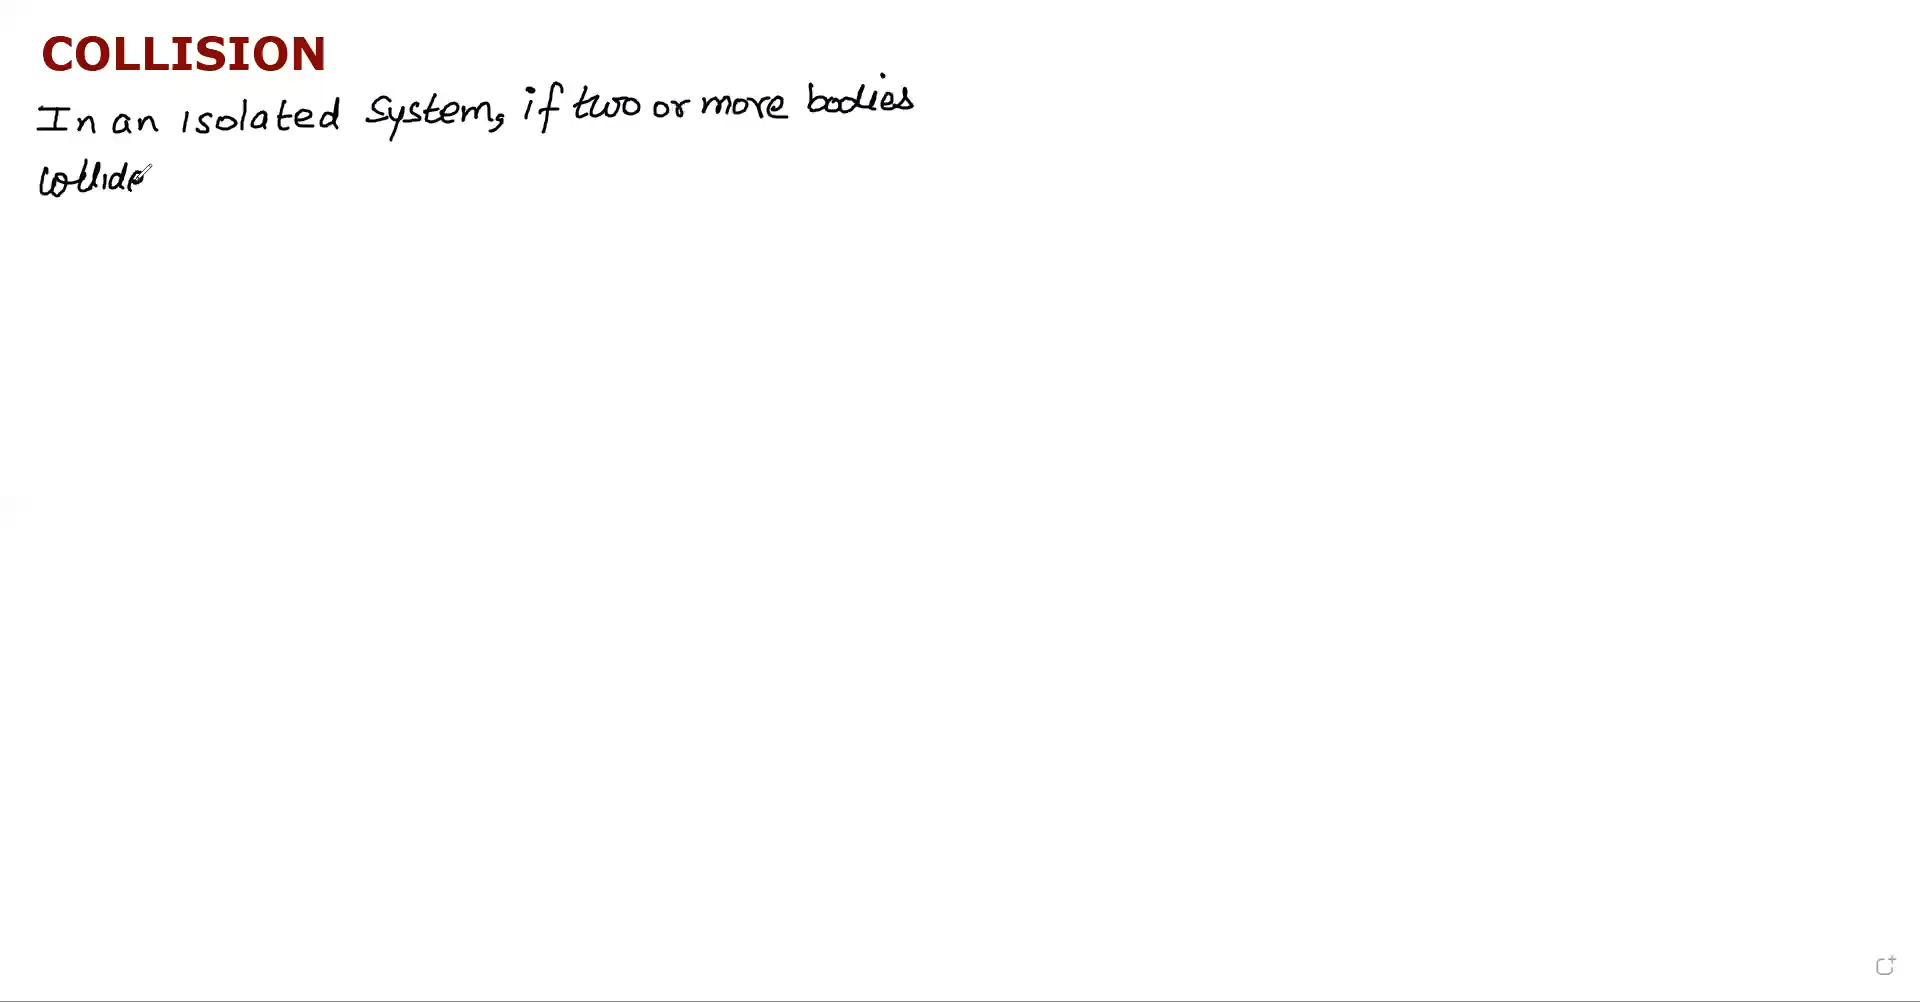 COLLISION
In an isolated system, if two or more bodies
collide